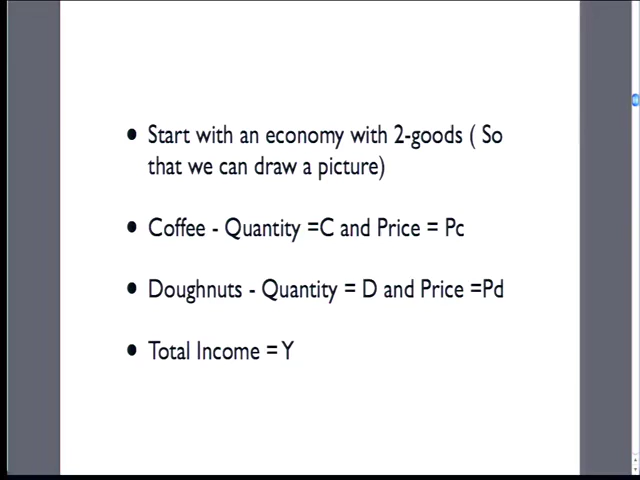 • Start with an economy with 2-goods ( So
that we can draw a picture)
• Coffee - Quantity =C and Price = Pc
• Doughnuts - Quantity = D and Price =Pd
• Total Income = Y